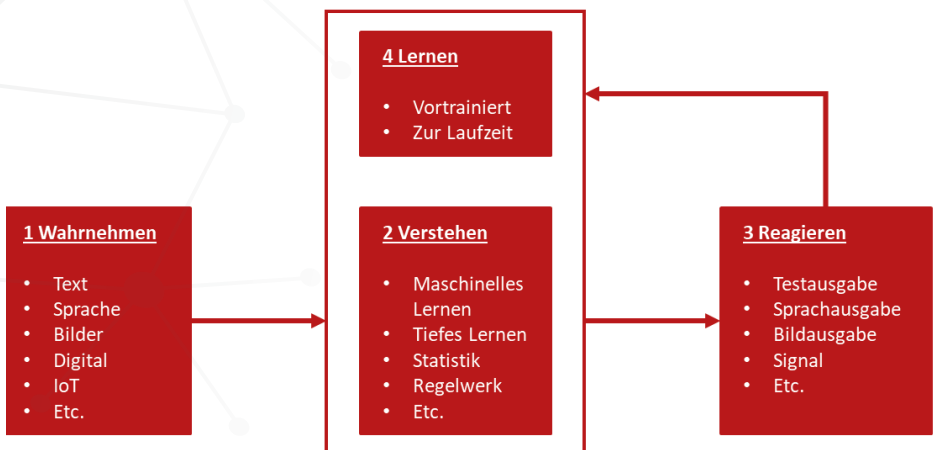 4 Lernen
• Vortrainiert
• Zur Laufzeit
1 Wahrnehmen
• Text
• Sprache
• Bilder
• Digital
• IoT
• Etc.
2 Verstehen
• Maschinelles
Lernen
• Tiefes Lernen
• Statistik
• Regelwerk
• Etc.
3 Reagieren
• Testausgabe
• Sprachausgabe
• Bildausgabe
• Signal
• Etc.